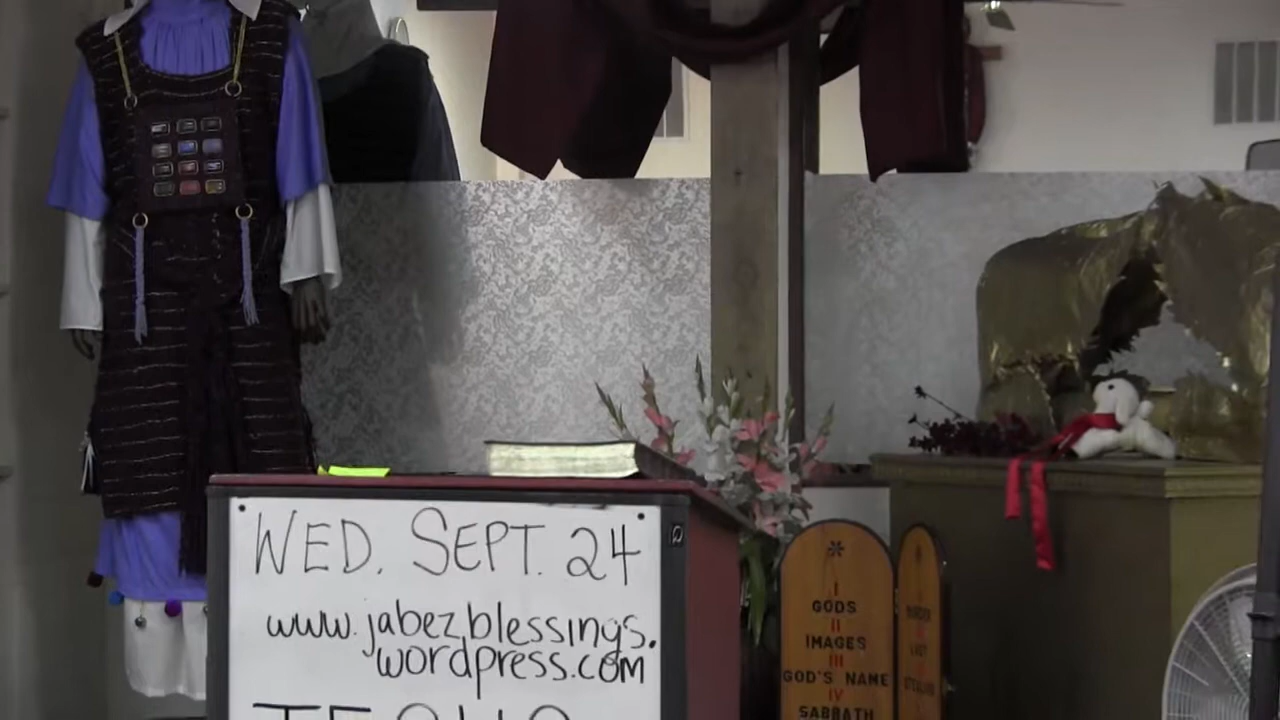 WED. SEPT. 24
www.jabezblessings.
wordpress.com
I
GODS
II
IMAGES
III
GOD'S NAME
IV
SABBATH